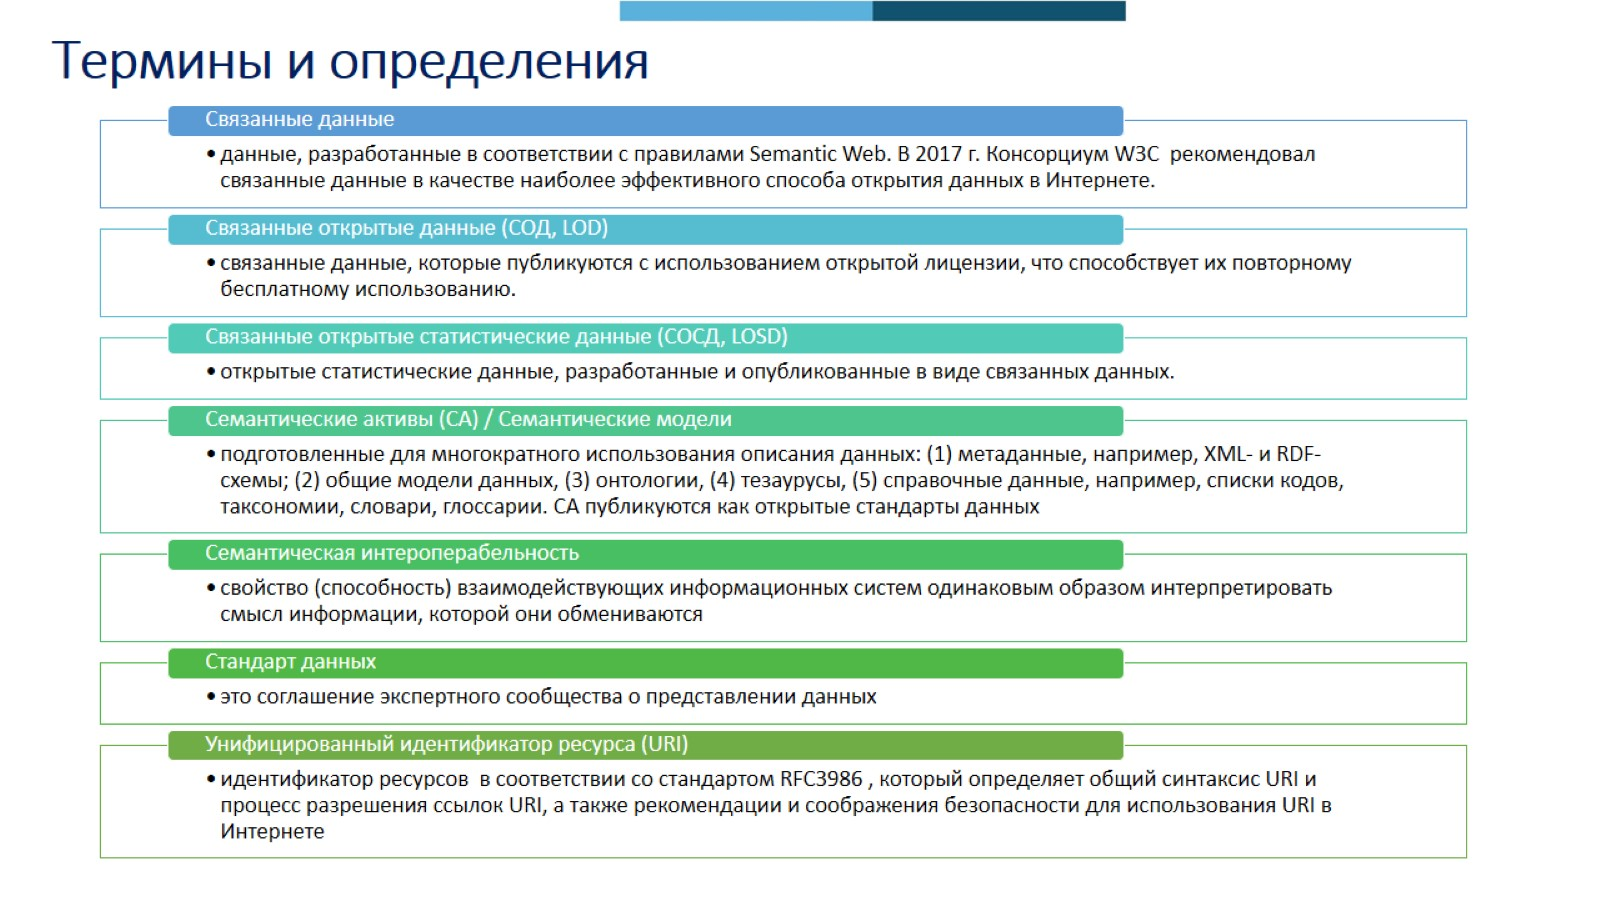 Термины и определения
Связанные данные
• данные, разработанные в соответствии с правилами Semantic Web. В 2017 г. Консорциум W3C рекомендовал
связанные данные в качестве наиболее эффективного способа открытия данных в Интернете.
Связанные открытые данные (СОД, LOD)
• связанные данные, которые публикуются с использованием открытой лицензии, что способствует их повторному
бесплатному использованию.
Связанные открытые статистические данные (СОСД, LOSD)
• открытые статистические данные, разработанные и опубликованные в виде связанных данных.
Семантические активы (СА) / Семантические модели
• подготовленные для многократного использования описания данных: (1) метаданные, например, XML- и RDF-
схемы; (2) общие модели данных, (3) онтологии, (4) тезаурусы, (5) справочные данные, например, списки кодов,
таксономии, словари, глоссарии. СА публикуются как открытые стандарты данных
Семантическая интероперабельность
• свойство (способность) взаимодействующих информационных систем одинаковым образом интерпретировать
смысл информации, которой они обмениваются
Стандарт данных
• это соглашение экспертного сообщества о представлении данных
Унифицированный идентификатор ресурса (URI)
• идентификатор ресурсов в соответствии со стандартом RFC3986 , который определяет общий синтаксис URI и
процесс разрешения ссылок URI, а также рекомендации и соображения безопасности для использования URI в
Интернете